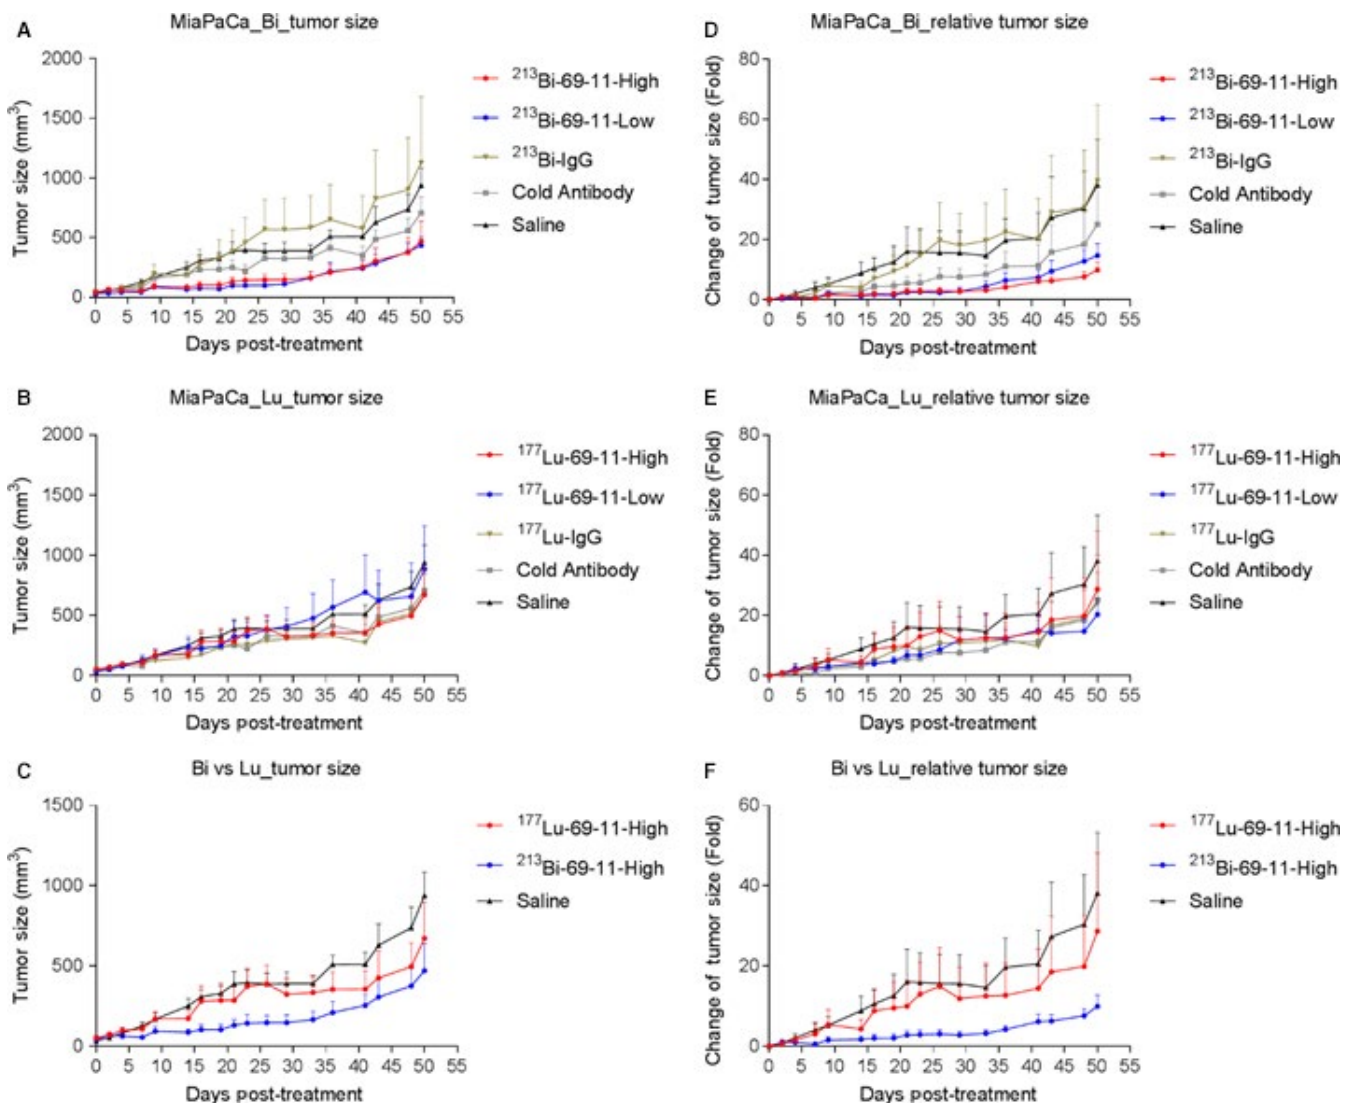 A
MiaPaCa_Bi_tumor size
2000
1500
1000
500
0
Tumor size (mm³)
0 5 10 15 20 25 30 35 40 45 50 55
Days post-treatment
²¹³Bi-69-11-High
²¹³Bi-69-11-Low
²¹³Bi-IgG
Cold Antibody
Saline
D
MiaPaCa_Bi_relative tumor size
80
60
40
20
0
Change of tumor size (Fold)
0 5 10 15 20 25 30 35 40 45 50 55
Days post-treatment
²¹³Bi-69-11-High
²¹³Bi-69-11-Low
²¹³Bi-IgG
Cold Antibody
Saline
B
MiaPaCa_Lu_tumor size
2000
1500
1000
500
0
Tumor size (mm³)
0 5 10 15 20 25 30 35 40 45 50 55
Days post-treatment
¹⁷⁷Lu-69-11-High
¹⁷⁷Lu-69-11-Low
¹⁷⁷Lu-IgG
Cold Antibody
Saline
E
MiaPaCa_Lu_relative tumor size
80
60
40
20
0
Change of tumor size (Fold)
0 5 10 15 20 25 30 35 40 45 50 55
Days post-treatment
¹⁷⁷Lu-69-11-High
¹⁷⁷Lu-69-11-Low
¹⁷⁷Lu-IgG
Cold Antibody
Saline
C
Bi vs Lu_tumor size
1500
1000
500
0
Tumor size (mm³)
0 5 10 15 20 25 30 35 40 45 50 55
Days post-treatment
¹⁷⁷Lu-69-11-High
²¹³Bi-69-11-High
Saline
F
Bi vs Lu_relative tumor size
60
40
20
0
Change of tumor size (Fold)
0 5 10 15 20 25 30 35 40 45 50 55
Days post-treatment
¹⁷⁷Lu-69-11-High
²¹³Bi-69-11-High
Saline